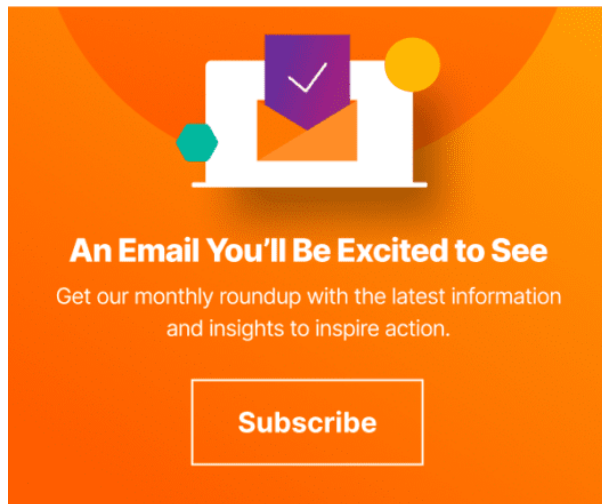 An Email You’ll Be Excited to See
Get our monthly roundup with the latest information
and insights to inspire action.
Subscribe